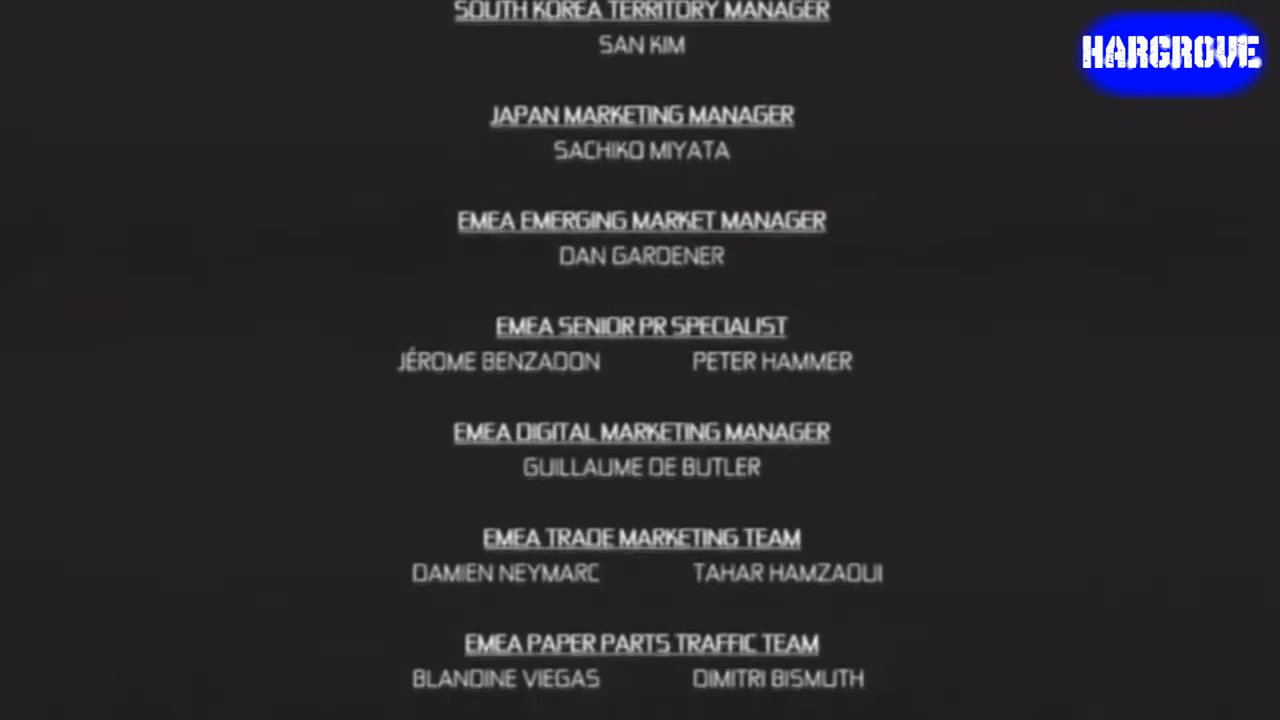 SOUTH KOREA TERRITORY MANAGER
SAN KIM
HARGROVE
JAPAN MARKETING MANAGER
SACHIKO MIYATA
EMEA EMERGING MARKET MANAGER
DAN GARDENER
EMEA SENIOR PR SPECIALIST
JÉROME BENZADON PETER HAMMER
EMEA DIGITAL MARKETING MANAGER
GUILLAUME DE BUTLER
EMEA TRADE MARKETING TEAM
DAMIEN NEYMARC TAHAR HAMZAOUI
EMEA PAPER PARTS TRAFFIC TEAM
BLANDINE VIEGAS DIMITRI BISMUTH